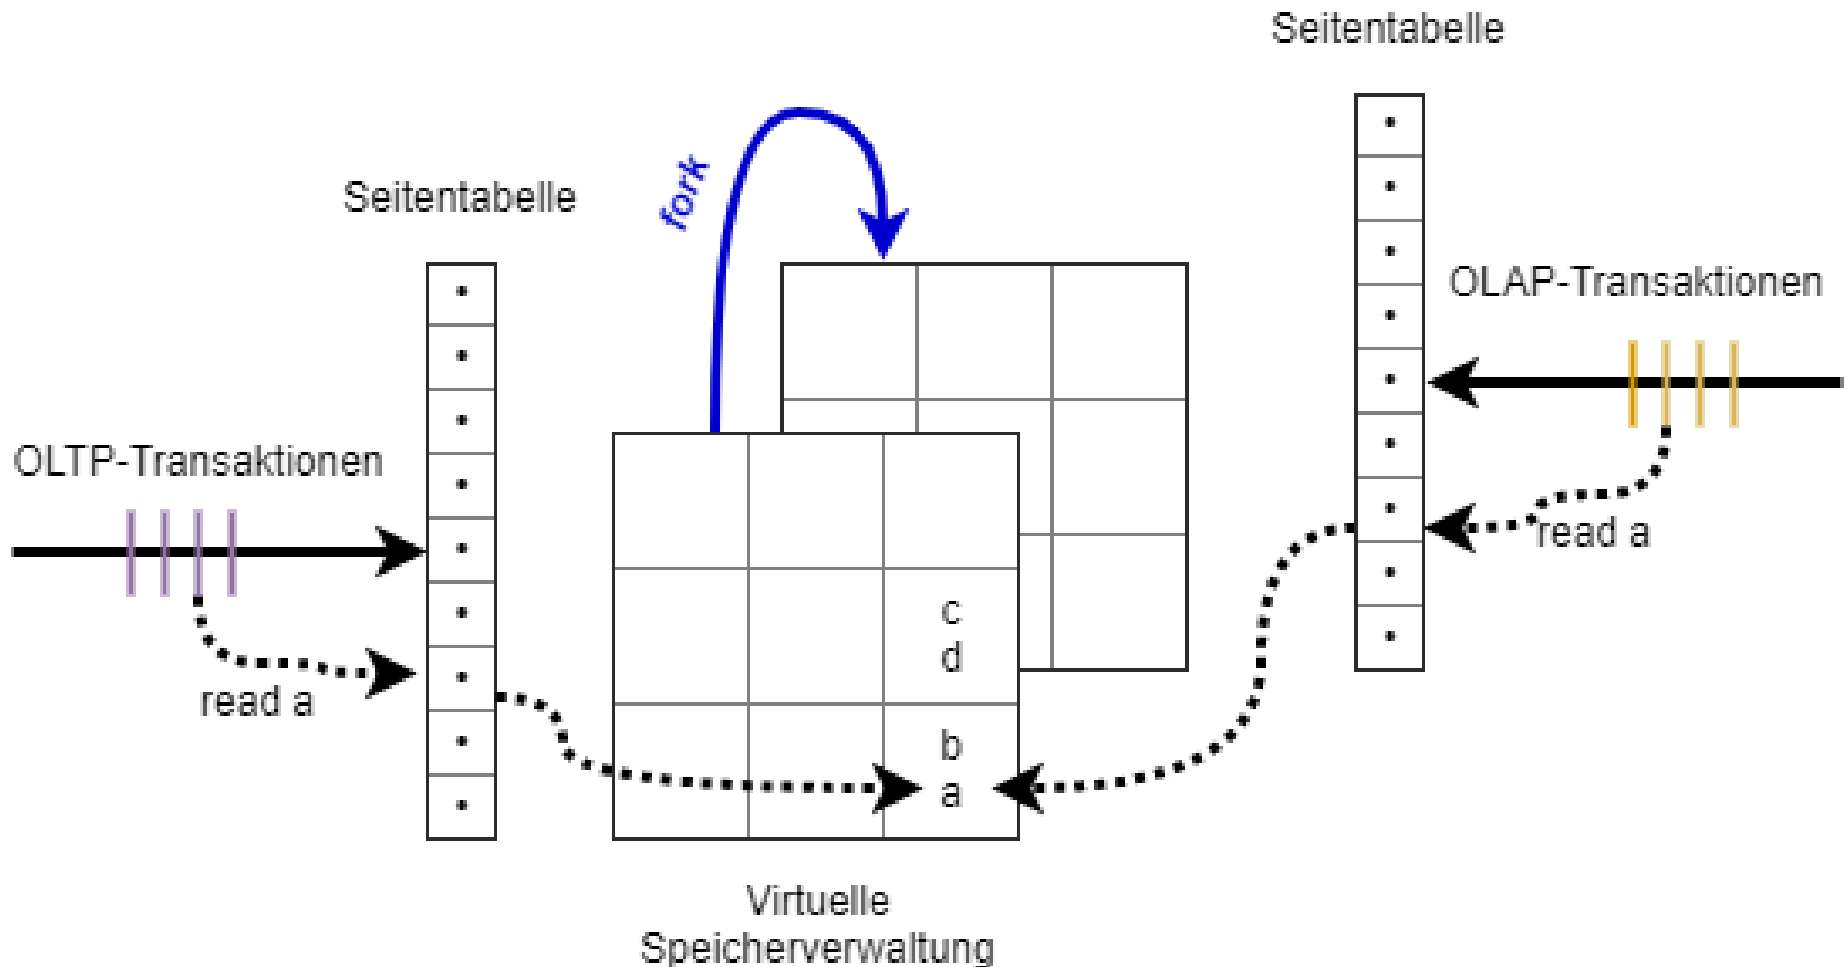 Seitentabelle
fork
Seitentabelle
OLAP-Transaktionen
OLTP-Transaktionen
read a
c
d
read a
b
a
Virtuelle
Speicherverwaltung